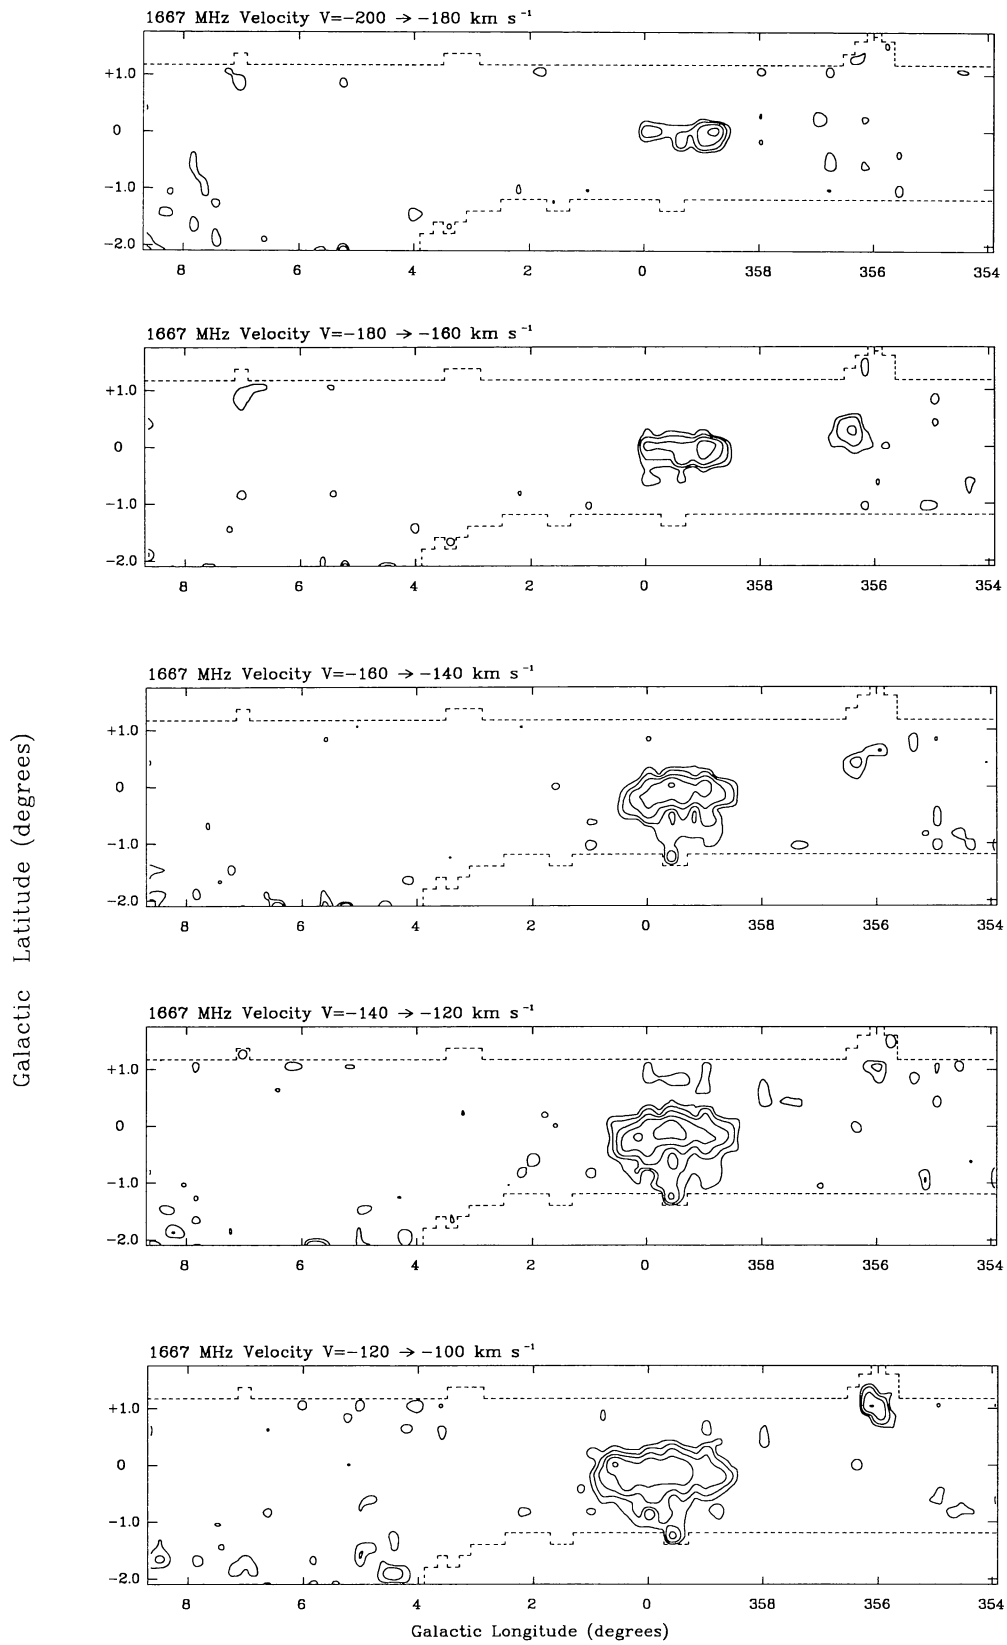 1667 MHz Velocity V=−200 → −180 km s⁻¹
+1.0
0
−1.0
−2.0
8 6 4 2 0 358 356 354
1667 MHz Velocity V=−180 → −160 km s⁻¹
+1.0
0
−1.0
−2.0
8 6 4 2 0 358 356 354
1667 MHz Velocity V=−160 → −140 km s⁻¹
+1.0
0
−1.0
−2.0
8 6 4 2 0 358 356 354
Galactic Latitude (degrees)
1667 MHz Velocity V=−140 → −120 km s⁻¹
+1.0
0
−1.0
−2.0
8 6 4 2 0 358 356 354
1667 MHz Velocity V=−120 → −100 km s⁻¹
+1.0
0
−1.0
−2.0
8 6 4 2 0 358 356 354
Galactic Longitude (degrees)